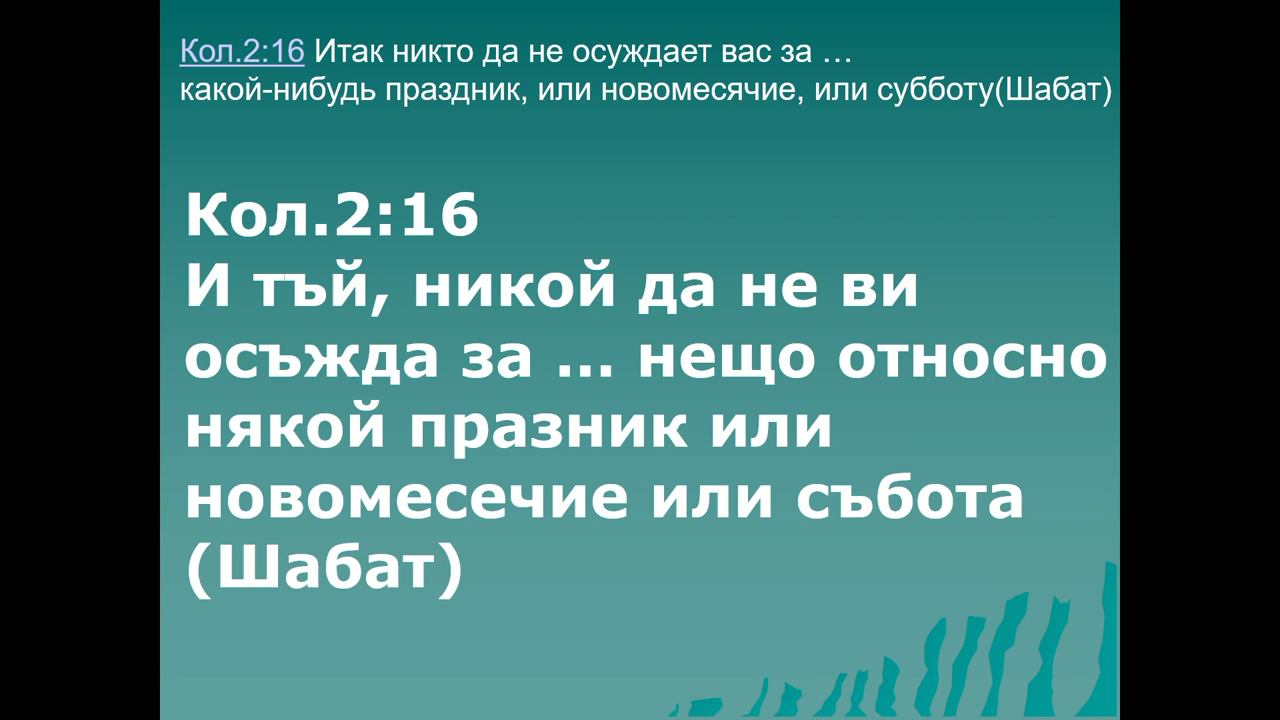 Кол.2:16 Итак никто да не осуждает вас за …
какой-нибудь праздник, или новомесячие, или субботу(Шабат)
Кол.2:16
И тъй, никой да не ви
осъжда за ... нещо относно
някой празник или
новомесечие или събота
(Шабат)